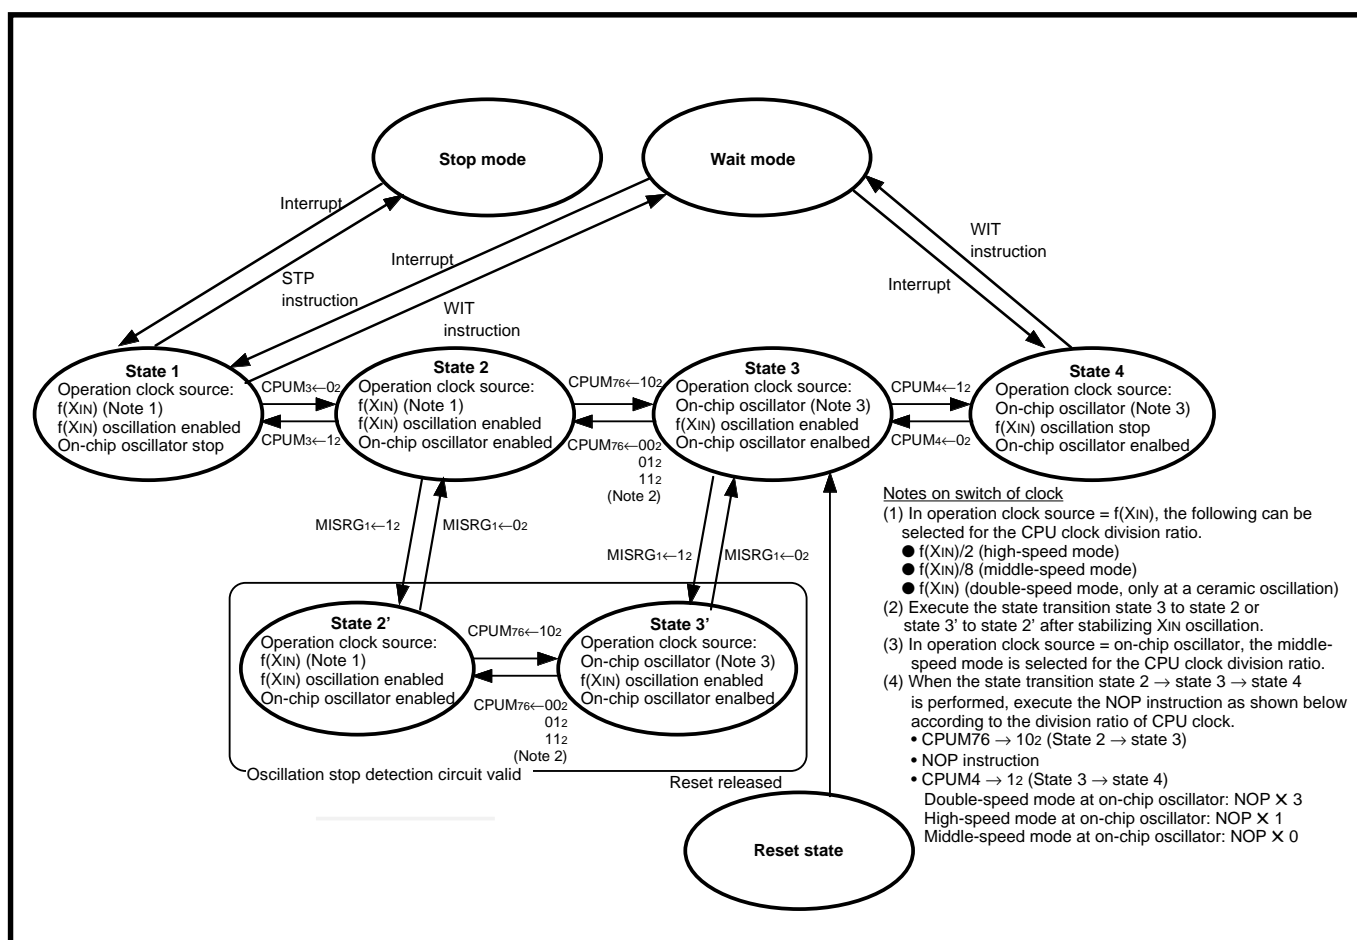 Stop mode
Wait mode
Interrupt
STP
instruction
Interrupt
WIT
instruction
WIT
instruction
Interrupt
State 1
Operation clock source:
f(XIN) (Note 1)
f(XIN) oscillation enabled
On-chip oscillator stop
CPUM3←02
CPUM3←12
State 2
Operation clock source:
f(XIN) (Note 1)
f(XIN) oscillation enabled
On-chip oscillator enabled
CPUM76←102
CPUM76←002
012
112
(Note 2)
State 3
Operation clock source:
On-chip oscillator (Note 3)
f(XIN) oscillation enabled
On-chip oscillator enalbed
CPUM4←12
CPUM4←02
State 4
Operation clock source:
On-chip oscillator (Note 3)
f(XIN) oscillation stop
On-chip oscillator enalbed
MISRG1←12
MISRG1←02
MISRG1←12
MISRG1←02
State 2’
Operation clock source:
f(XIN) (Note 1)
f(XIN) oscillation enabled
On-chip oscillator enabled
CPUM76←102
CPUM76←002
012
112
(Note 2)
State 3’
Operation clock source:
On-chip oscillator (Note 3)
f(XIN) oscillation enabled
On-chip oscillator enalbed
Oscillation stop detection circuit valid
Reset released
Reset state
Notes on switch of clock
(1) In operation clock source = f(XIN), the following can be
selected for the CPU clock division ratio.
● f(XIN)/2 (high-speed mode)
● f(XIN)/8 (middle-speed mode)
● f(XIN) (double-speed mode, only at a ceramic oscillation)
(2) Execute the state transition state 3 to state 2 or
state 3’ to state 2’ after stabilizing XIN oscillation.
(3) In operation clock source = on-chip oscillator, the middle-
speed mode is selected for the CPU clock division ratio.
(4) When the state transition state 2 → state 3 → state 4
is performed, execute the NOP instruction as shown below
according to the division ratio of CPU clock.
• CPUM76 → 102 (State 2 → state 3)
• NOP instruction
• CPUM4 → 12 (State 3 → state 4)
Double-speed mode at on-chip oscillator: NOP ✕ 3
High-speed mode at on-chip oscillator: NOP ✕ 1
Middle-speed mode at on-chip oscillator: NOP ✕ 0